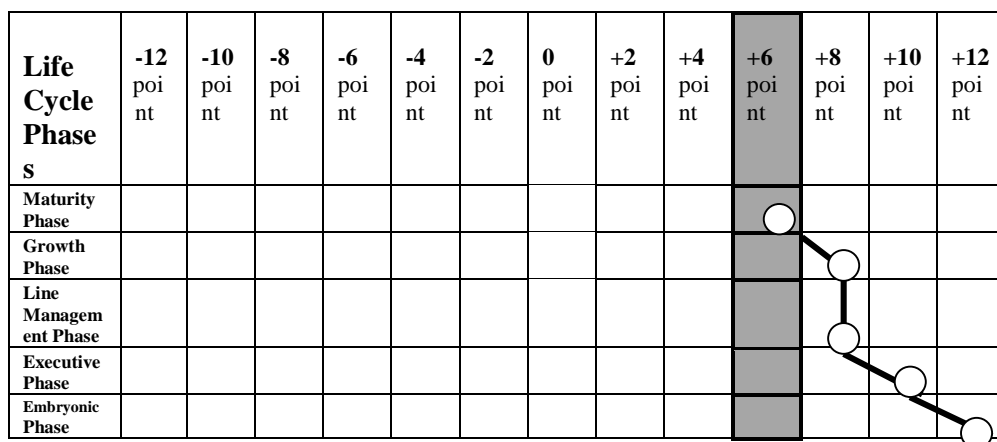 Life
Cycle
Phase
s
-12
poi
nt
-10
poi
nt
-8
poi
nt
-6
poi
nt
-4
poi
nt
-2
poi
nt
0
poi
nt
+2
poi
nt
+4
poi
nt
+6
poi
nt
+8
poi
nt
+10
poi
nt
+12
poi
nt
Maturity
Phase
Growth
Phase
Line
Managem
ent Phase
Executive
Phase
Embryonic
Phase